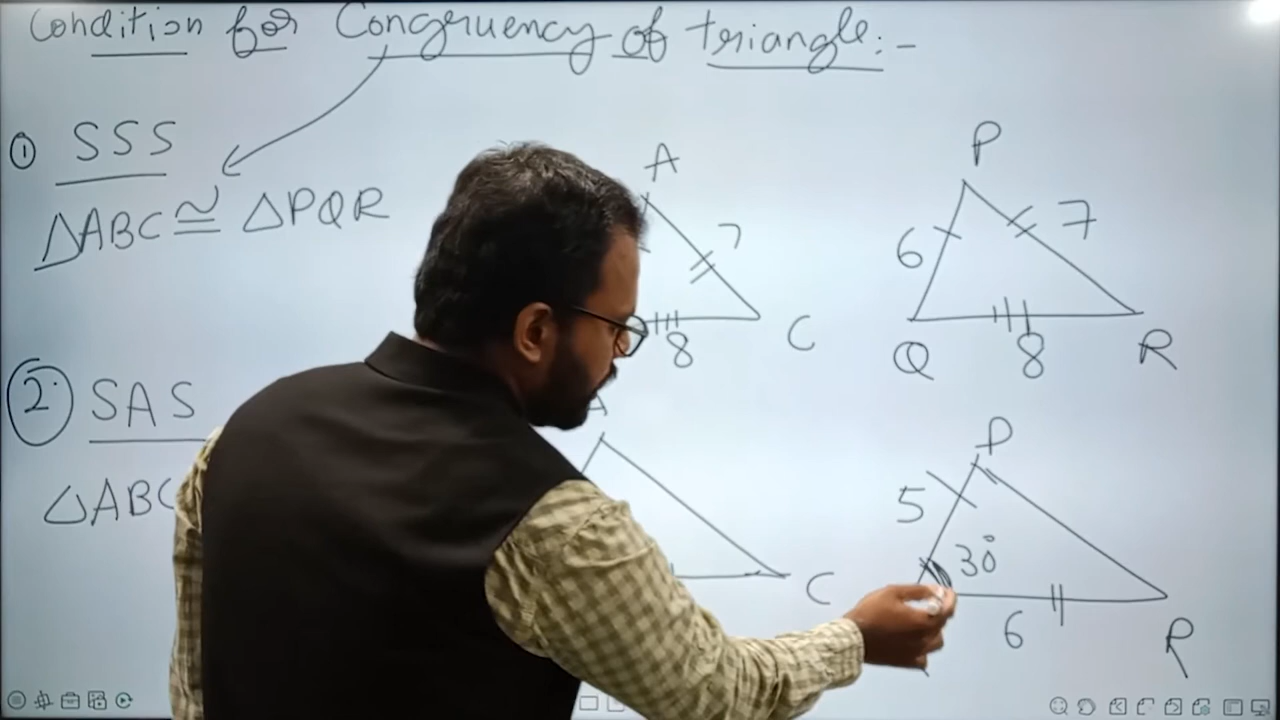 Condition for Congruency of triangle:-
① SSS
△ABC ≅ △PQR
A
7
8
C
P
6
7
Q
8
R
② SAS
△ABC
A
C
P
5
30°
6
R